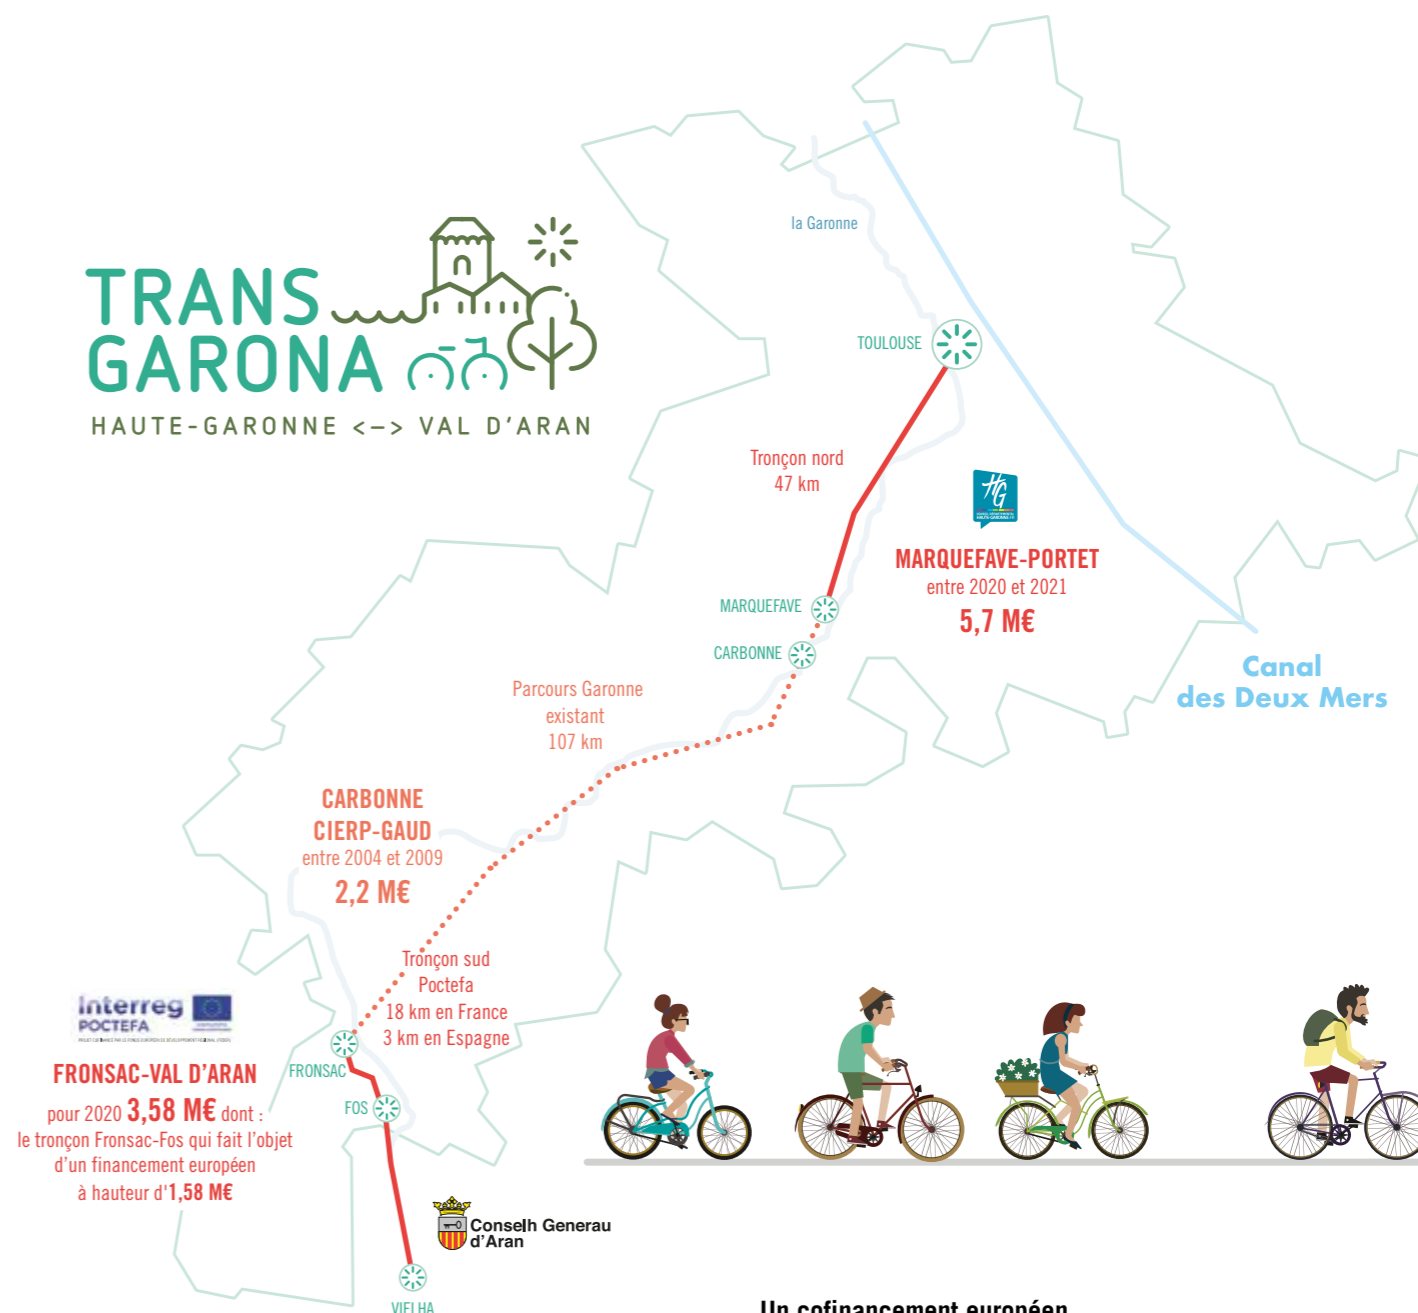 la Garonne
TRANS
GARONA
HAUTE-GARONNE <-> VAL D'ARAN
TOULOUSE
Tronçon nord
47 km
HG
MARQUEFAVE-PORTET
entre 2020 et 2021
5,7 M€
MARQUEFAVE
CARBONNE
Canal
des Deux Mers
Parcours Garonne
existant
107 km
CARBONNE
CIERP-GAUD
entre 2004 et 2009
2,2 M€
Tronçon sud
Poctefa
18 km en France
3 km en Espagne
Interreg
POCTEFA
FRONSAC-VAL D'ARAN
pour 2020 3,58 M€ dont :
le tronçon Fronsac-Fos qui fait l'objet
d'un financement européen
à hauteur d'1,58 M€
FRONSAC
FOS
Conselh Generau
d'Aran
VIELHA
Un cofinancement européen